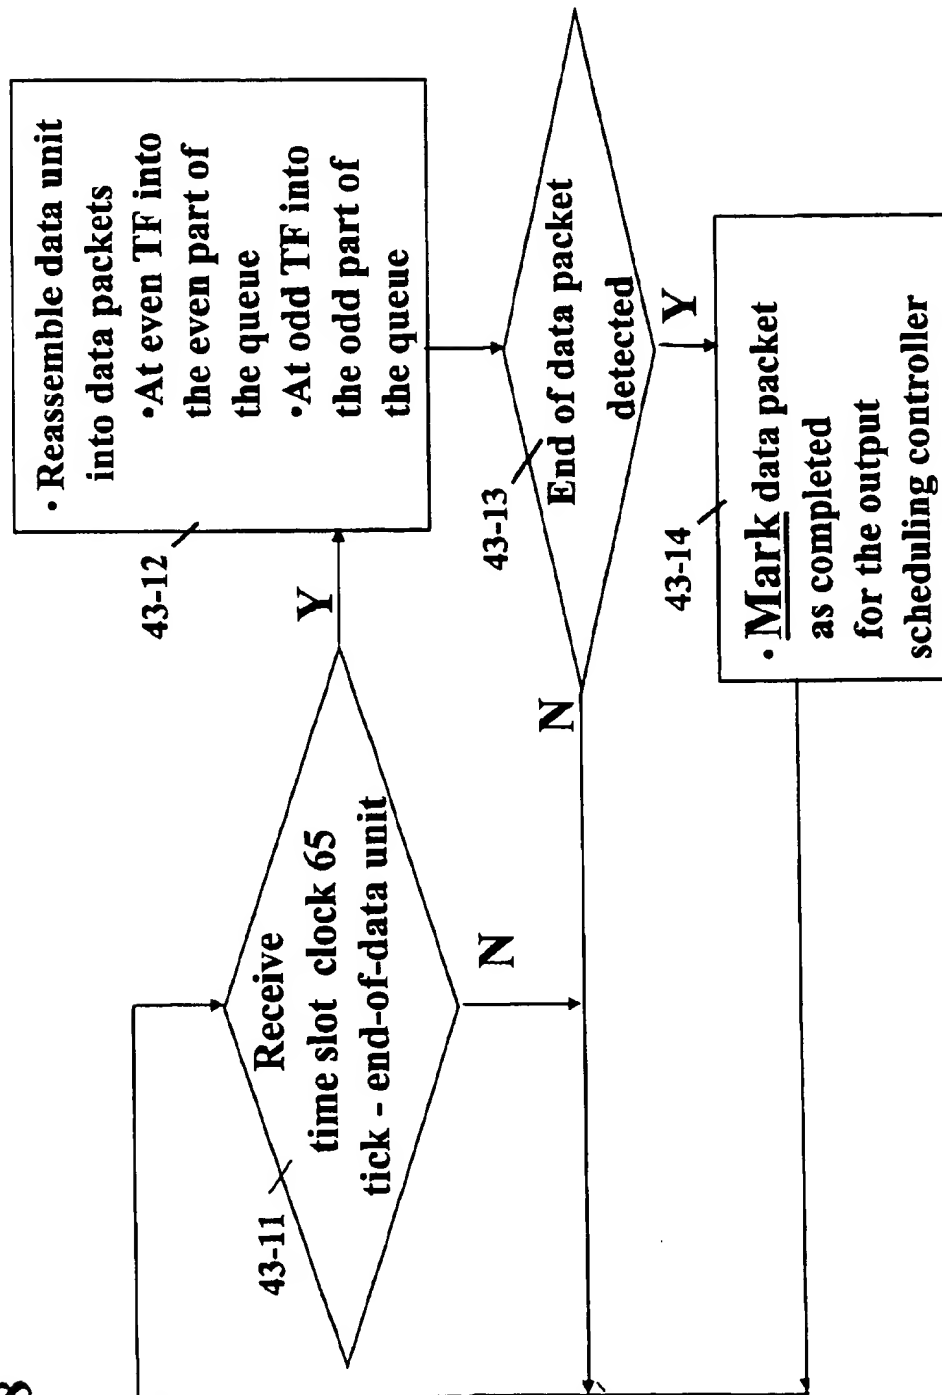 43-11
Receive
time slot clock 65
tick - end-of-data unit
Y
N
43-12
• Reassemble data unit
into data packets
•At even TF into
the even part of
the queue
•At odd TF into
the odd part of
the queue
43-13
End of data packet
detected
N
Y
43-14
• Mark data packet
as completed
for the output
scheduling controller